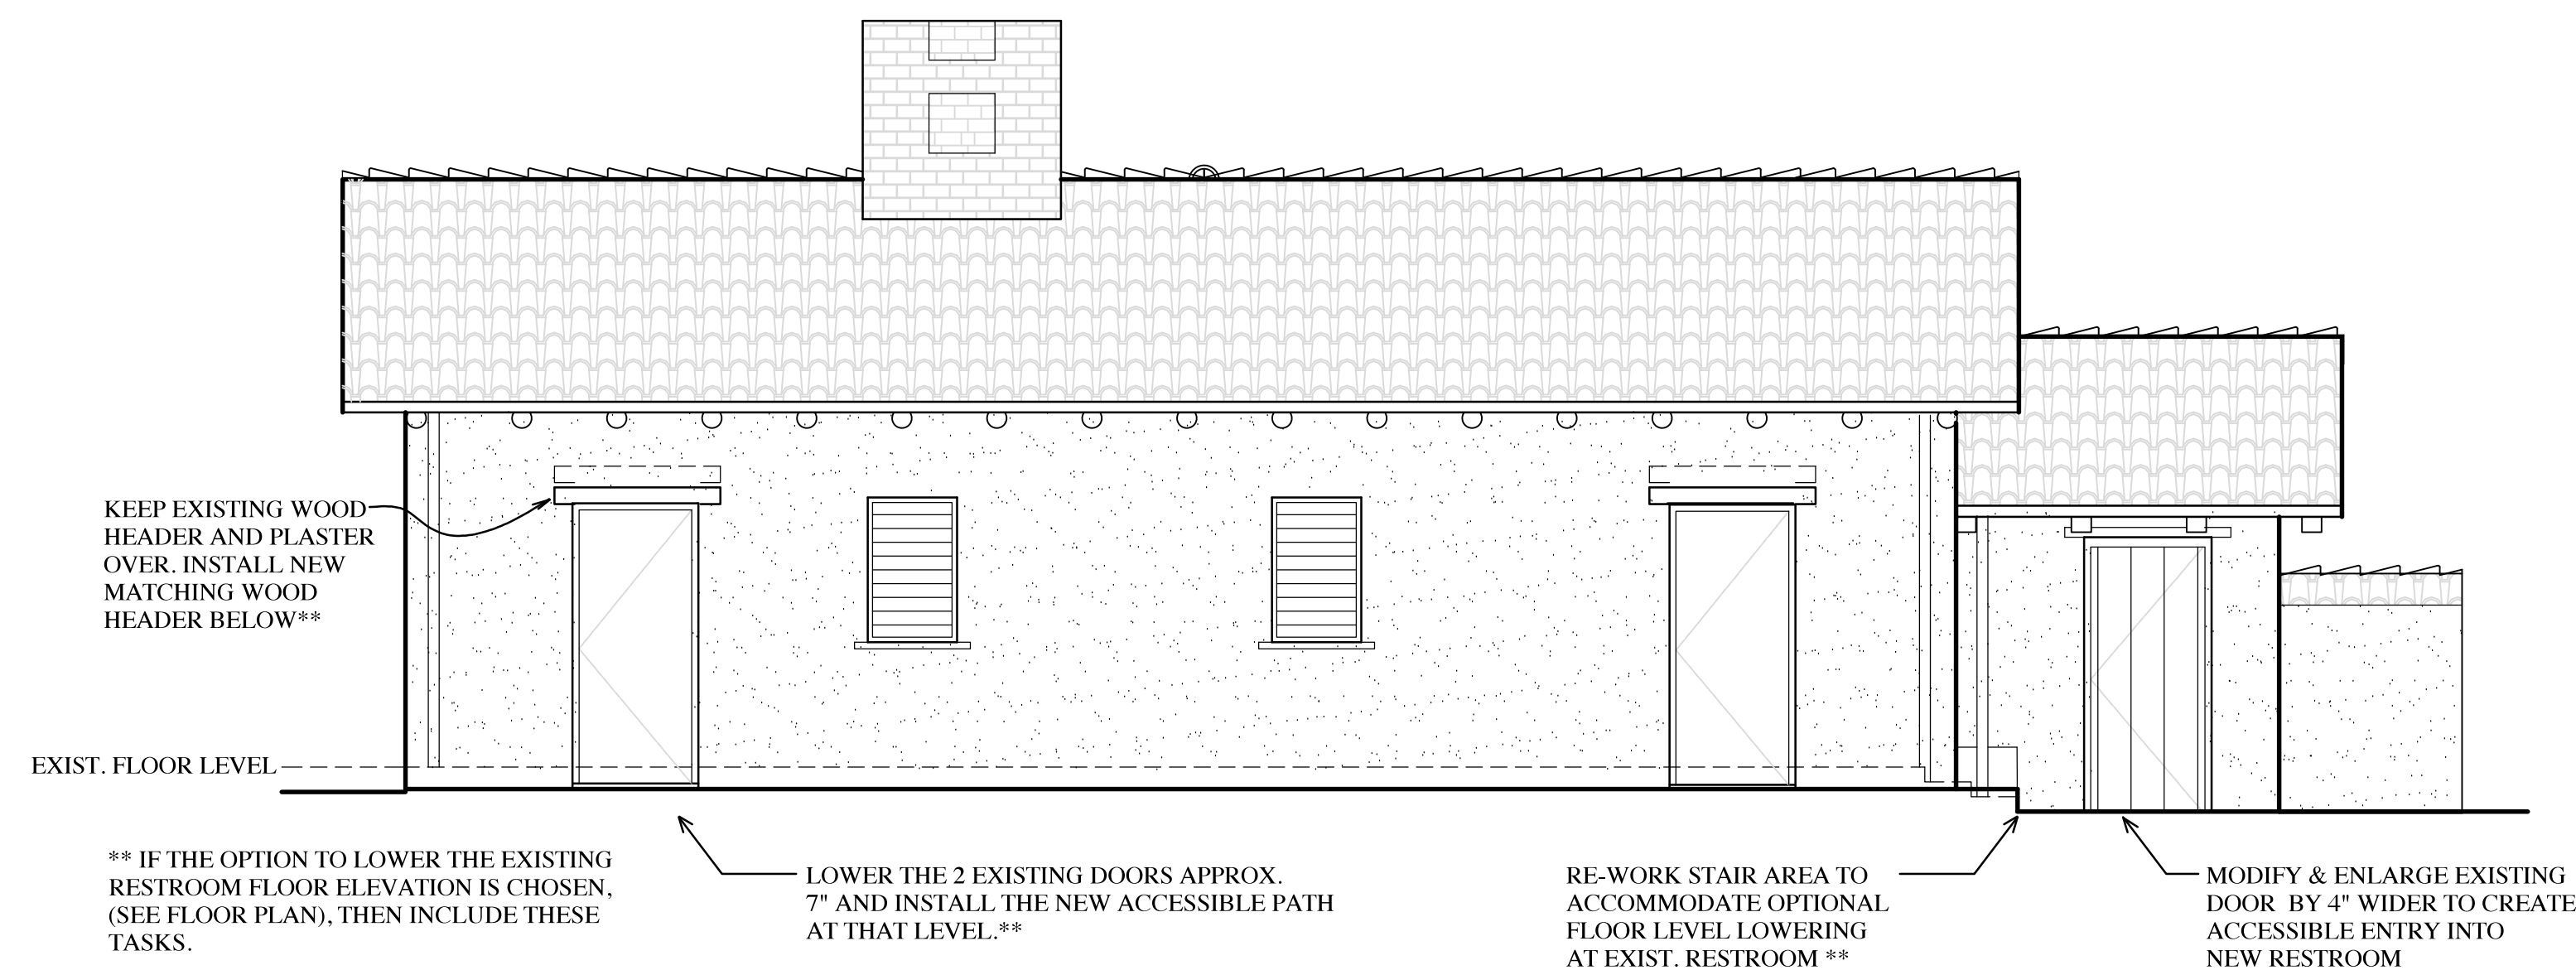 KEEP EXISTING WOOD
HEADER AND PLASTER
OVER. INSTALL NEW
MATCHING WOOD
HEADER BELOW**
EXIST. FLOOR LEVEL
** IF THE OPTION TO LOWER THE EXISTING
RESTROOM FLOOR ELEVATION IS CHOSEN,
(SEE FLOOR PLAN), THEN INCLUDE THESE
TASKS.
LOWER THE 2 EXISTING DOORS APPROX.
7" AND INSTALL THE NEW ACCESSIBLE PATH
AT THAT LEVEL.**
RE-WORK STAIR AREA TO
ACCOMMODATE OPTIONAL
FLOOR LEVEL LOWERING
AT EXIST. RESTROOM **
MODIFY & ENLARGE EXISTING
DOOR BY 4" WIDER TO CREATE
ACCESSIBLE ENTRY INTO
NEW RESTROOM